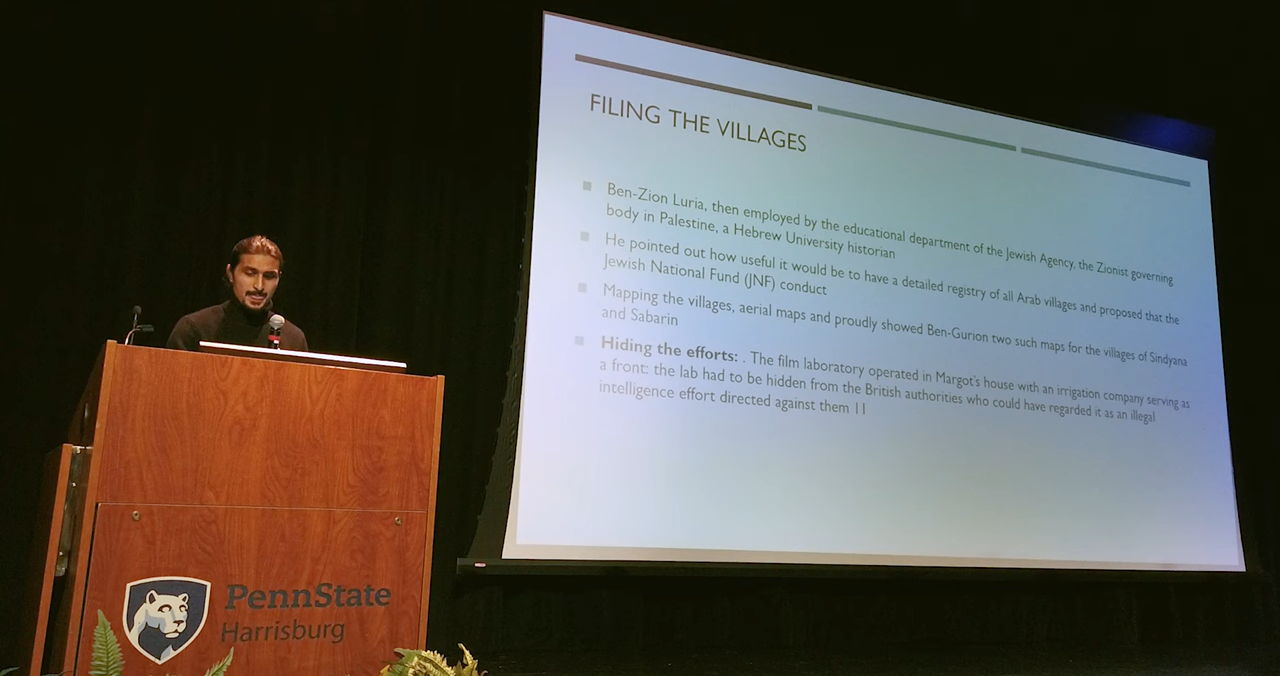 FILING THE VILLAGES
Ben-Zion Luria, then employed by the educational department of the Jewish Agency, the Zionist governing
body in Palestine, a Hebrew University historian
He pointed out how useful it would be to have a detailed registry of all Arab villages and proposed that the
Jewish National Fund (JNF) conduct
Mapping the villages, aerial maps and proudly showed Ben-Gurion two such maps for the villages of Sindyana
and Sabarin
Hiding the efforts: . The film laboratory operated in Margot's house with an irrigation company serving as
a front: the lab had to be hidden from the British authorities who could have regarded it as an illegal
intelligence effort directed against them 11
PennState
Harrisburg